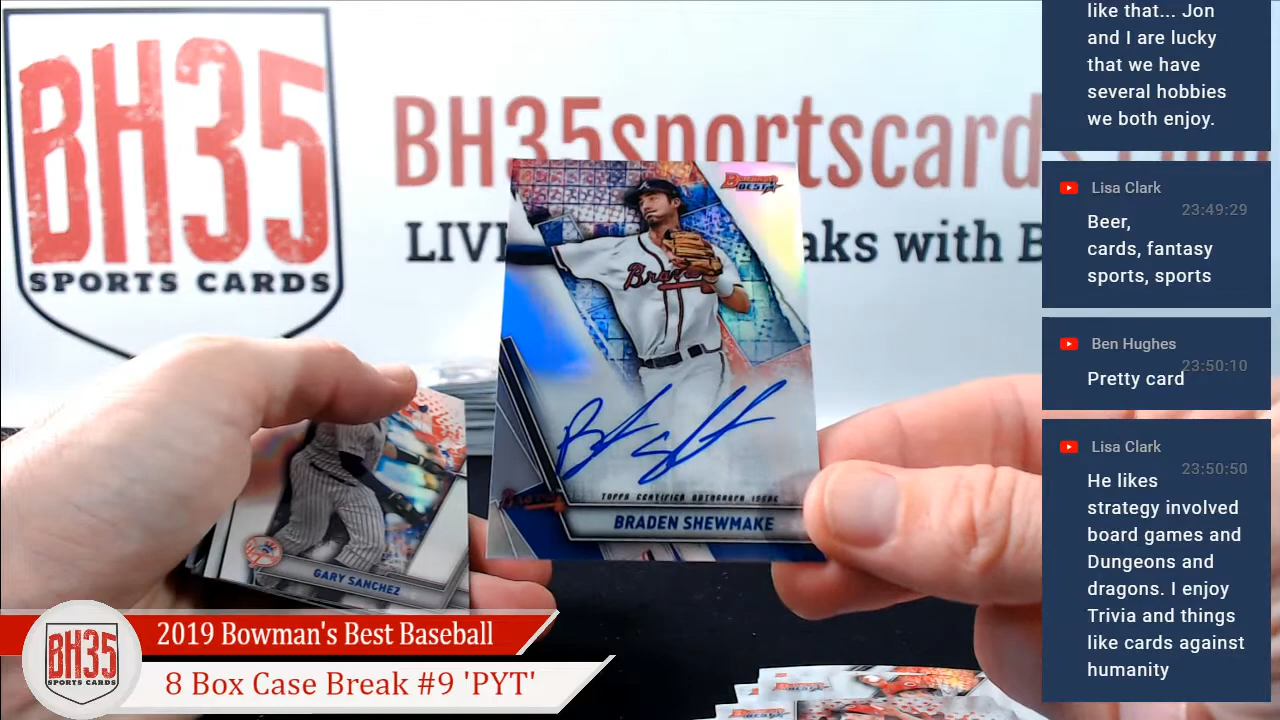 BH35
SPORTS CARDS
BH35sportscard
LIV
aks with B
BOWMAN'S
BEST
Braves
TOPPS CERTIFIED AUTOGRAPH ISSUE
BRADEN SHEWMAKE
GARY SANCHEZ
BH35
SPORTS CARDS
2019 Bowman's Best Baseball
8 Box Case Break #9 'PYT'
like that... Jon
and I are lucky
that we have
several hobbies
we both enjoy.
Lisa Clark
23:49:29
Beer,
cards, fantasy
sports, sports
Ben Hughes
23:50:10
Pretty card
Lisa Clark
23:50:50
He likes
strategy involved
board games and
Dungeons and
dragons. I enjoy
Trivia and things
like cards against
humanity